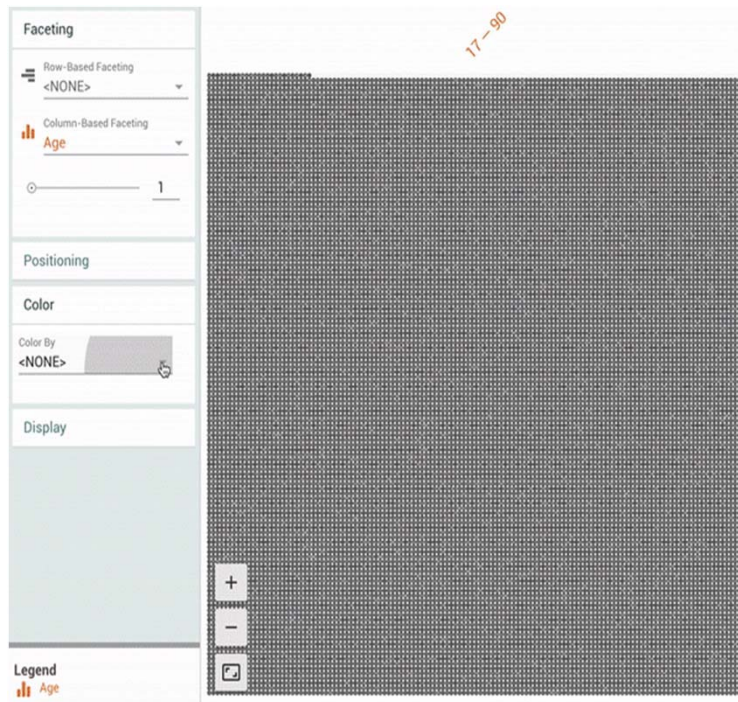 Faceting
Row-Based Faceting
<NONE>
Column-Based Faceting
Age
1
Positioning
Color
Color By
<NONE>
Display
Legend
Age
17 – 90
+
−